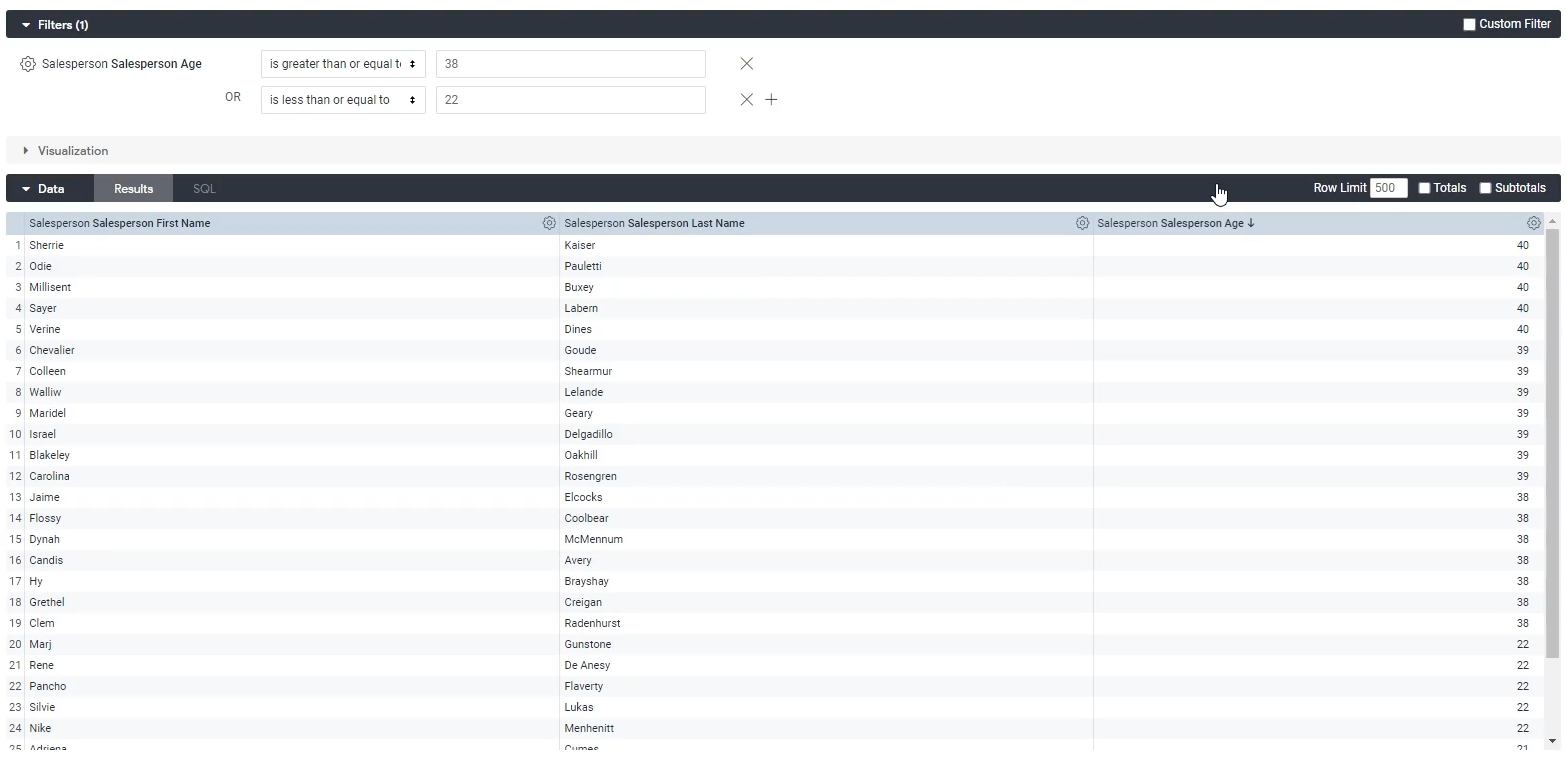 Filters (1) Custom Filter
Salesperson Salesperson Age is greater than or equal to 38
OR is less than or equal to 22
Visualization
Data Results SQL Row Limit 500 Totals Subtotals
Salesperson Salesperson First Name Salesperson Salesperson Last Name Salesperson Salesperson Age ↓
1 Sherrie Kaiser 40
2 Odie Pauletti 40
3 Millisent Buxey 40
4 Sayer Labern 40
5 Verine Dines 40
6 Chevalier Goude 39
7 Colleen Shearmur 39
8 Walliw Lelande 39
9 Maridel Geary 39
10 Israel Delgadillo 39
11 Blakeley Oakhill 39
12 Carolina Rosengren 39
13 Jaime Elcocks 38
14 Flossy Coolbear 38
15 Dynah McMennum 38
16 Candis Avery 38
17 Hy Brayshay 38
18 Grethel Creigan 38
19 Clem Radenhurst 38
20 Marj Gunstone 22
21 Rene De Anesy 22
22 Pancho Flaverty 22
23 Silvie Lukas 22
24 Nike Menhenitt 22
25 Adriena Cumes 21